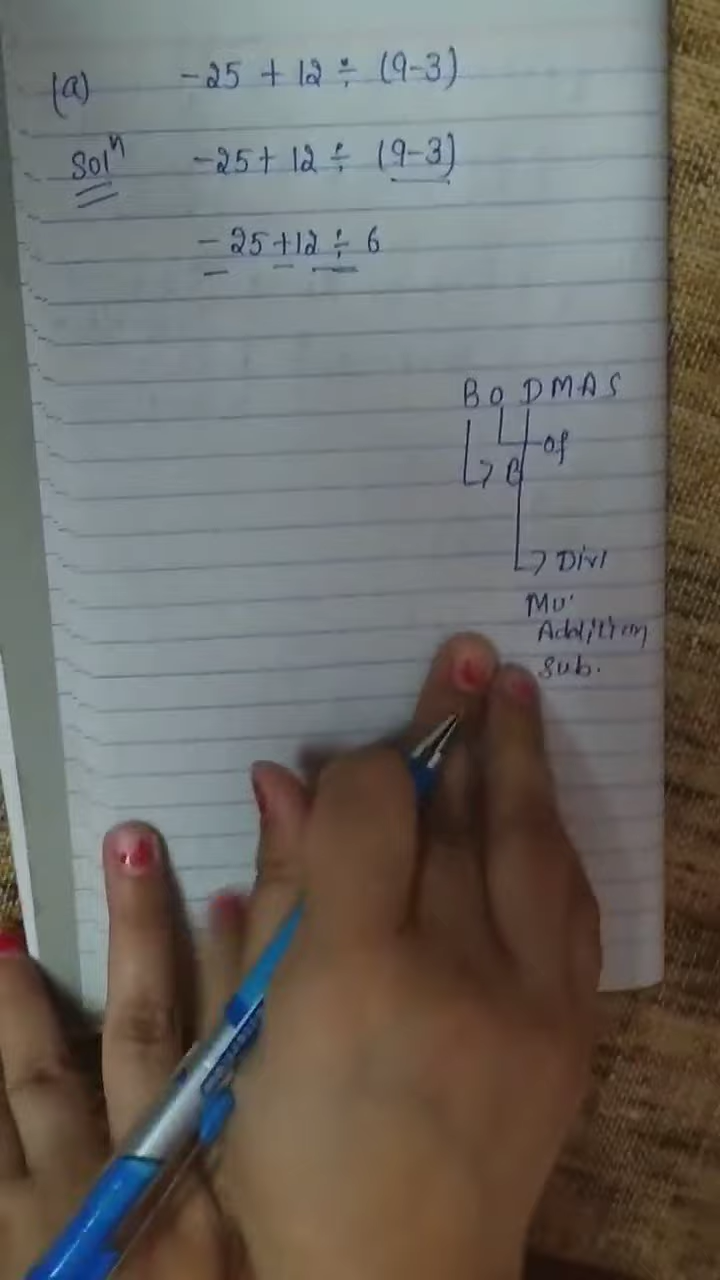 (a) -25 + 12 ÷ (9-3)
Solⁿ -25+ 12 ÷ (9-3)
- 25 +12 ÷ 6
B O D M A S
of
B
Divi
Mu
Addition
Sub.